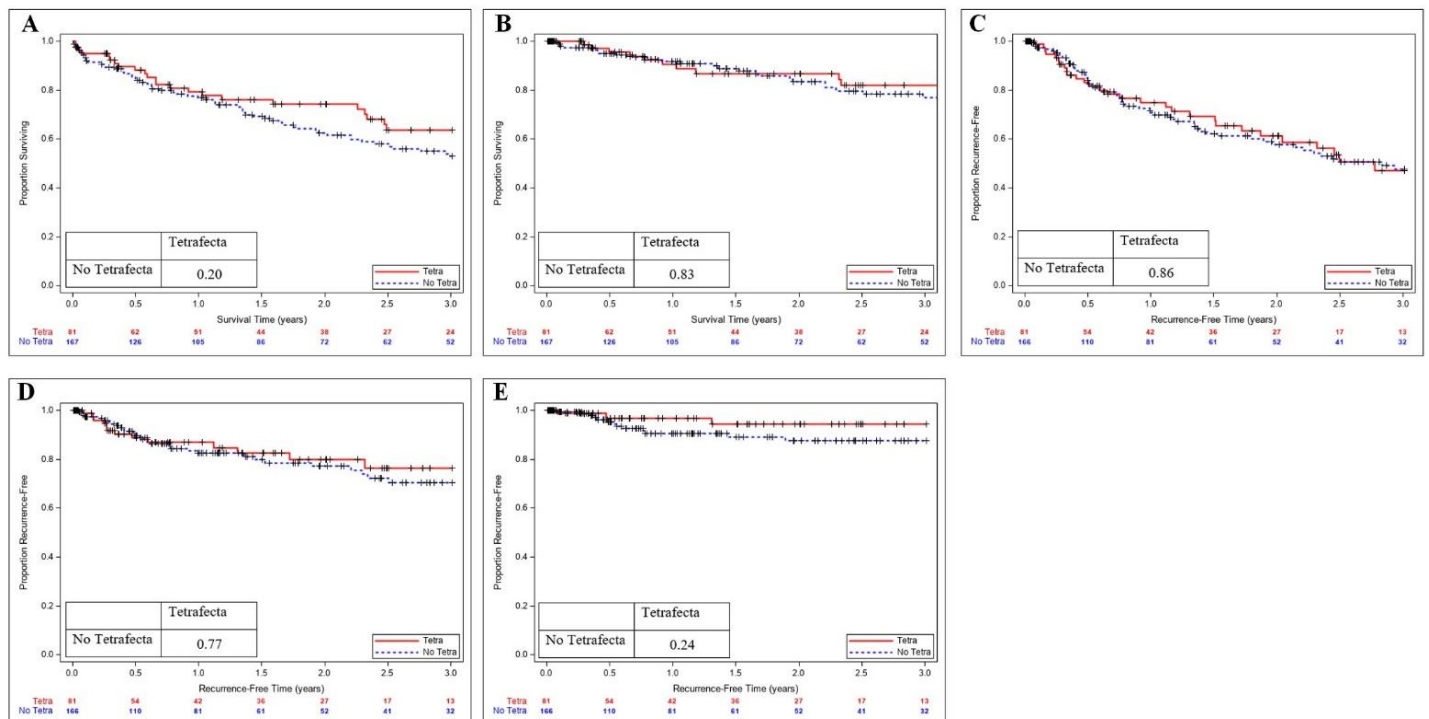 A
1.0
0.8
0.6
0.4
0.2
0.0
Proportion Surviving
Tetrafecta
No Tetrafecta 0.20
Tetra
No Tetra
0.0 0.5 1.0 1.5 2.0 2.5 3.0
Survival Time (years)
Tetra 81 62 51 44 38 27 24
No Tetra 167 126 105 86 72 62 52
B
1.0
0.8
0.6
0.4
0.2
0.0
Proportion Surviving
Tetrafecta
No Tetrafecta 0.83
Tetra
No Tetra
0.0 0.5 1.0 1.5 2.0 2.5 3.0
Survival Time (years)
Tetra 81 62 51 44 38 27 24
No Tetra 167 126 105 86 72 62 52
C
1.0
0.8
0.6
0.4
0.2
0.0
Proportion Recurrence-Free
Tetrafecta
No Tetrafecta 0.86
Tetra
No Tetra
0.0 0.5 1.0 1.5 2.0 2.5 3.0
Recurrence-Free Time (years)
Tetra 81 54 42 36 27 17 13
No Tetra 166 110 81 61 52 41 32
D
1.0
0.8
0.6
0.4
0.2
0.0
Proportion Recurrence-Free
Tetrafecta
No Tetrafecta 0.77
Tetra
No Tetra
0.0 0.5 1.0 1.5 2.0 2.5 3.0
Recurrence-Free Time (years)
Tetra 81 54 42 36 27 17 13
No Tetra 166 110 81 61 52 41 32
E
1.0
0.8
0.6
0.4
0.2
0.0
Proportion Recurrence-Free
Tetrafecta
No Tetrafecta 0.24
Tetra
No Tetra
0.0 0.5 1.0 1.5 2.0 2.5 3.0
Recurrence-Free Time (years)
Tetra 81 54 42 36 27 17 13
No Tetra 166 110 81 61 52 41 32